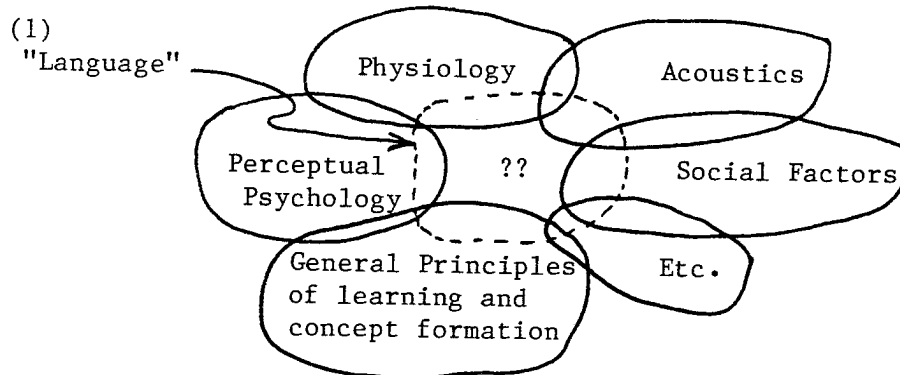 (1)
"Language"
Physiology
Acoustics
Perceptual
Psychology
??
Social Factors
General Principles
of learning and
concept formation
Etc.